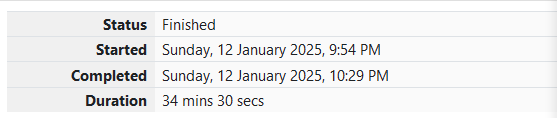 Status Finished
Started Sunday, 12 January 2025, 9:54 PM
Completed Sunday, 12 January 2025, 10:29 PM
Duration 34 mins 30 secs